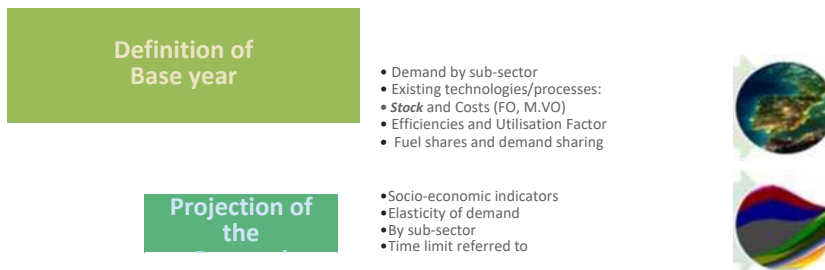 Definition of
Base year
• Demand by sub-sector
• Existing technologies/processes:
• Stock and Costs (FO, M.VO)
• Efficiencies and Utilisation Factor
• Fuel shares and demand sharing
Projection of
the
•Socio-economic indicators
•Elasticity of demand
•By sub-sector
•Time limit referred to